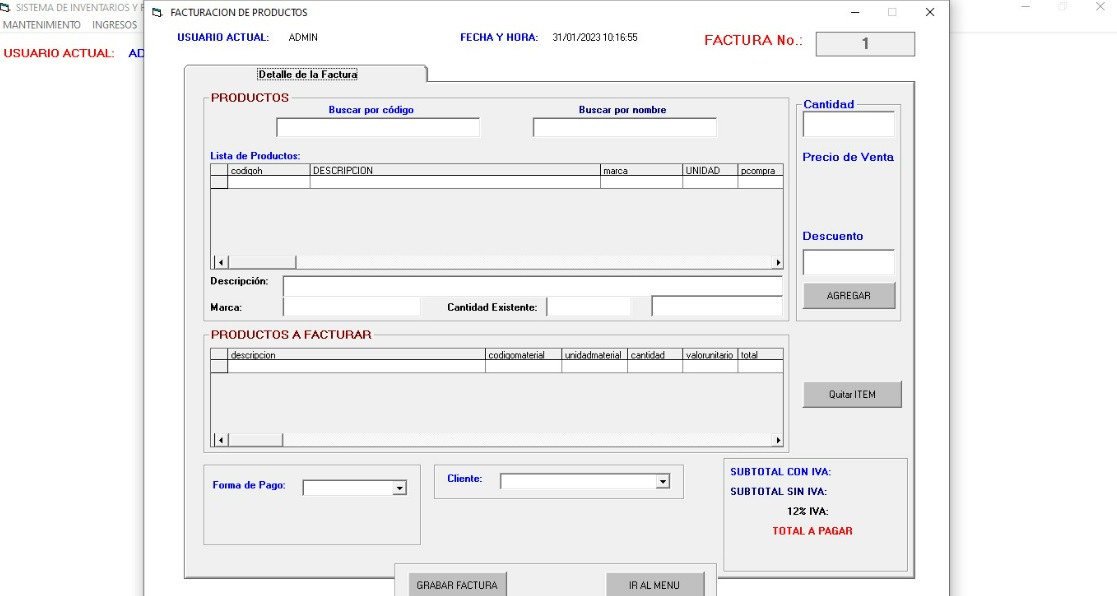 SISTEMA DE INVENTARIOS Y
MANTENIMIENTO INGRESOS
USUARIO ACTUAL: AD
FACTURACION DE PRODUCTOS
USUARIO ACTUAL: ADMIN FECHA Y HORA: 31/01/2023 10:16:55 FACTURA No.: 1
Detalle de la Factura
PRODUCTOS
Buscar por código Buscar por nombre
Cantidad
Lista de Productos:
Precio de Venta
codigoh DESCRIPCION marca UNIDAD pcompra
Descuento
Descripción:
AGREGAR
Marca: Cantidad Existente:
PRODUCTOS A FACTURAR
descripcion codigomaterial unidadmaterial cantidad valorunitario total
Quitar ITEM
Forma de Pago: Cliente:
SUBTOTAL CON IVA:
SUBTOTAL SIN IVA:
12% IVA:
TOTAL A PAGAR
GRABAR FACTURA IR AL MENU